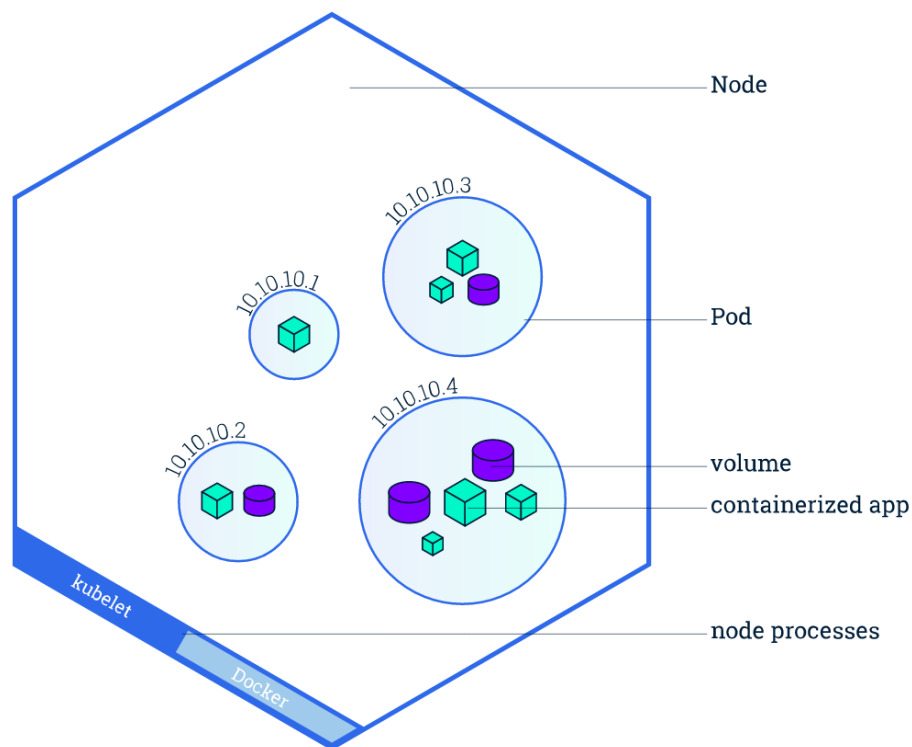 Node
10.10.10.3
10.10.10.1
Pod
10.10.10.4
10.10.10.2
volume
containerized app
kubelet
node processes
Docker